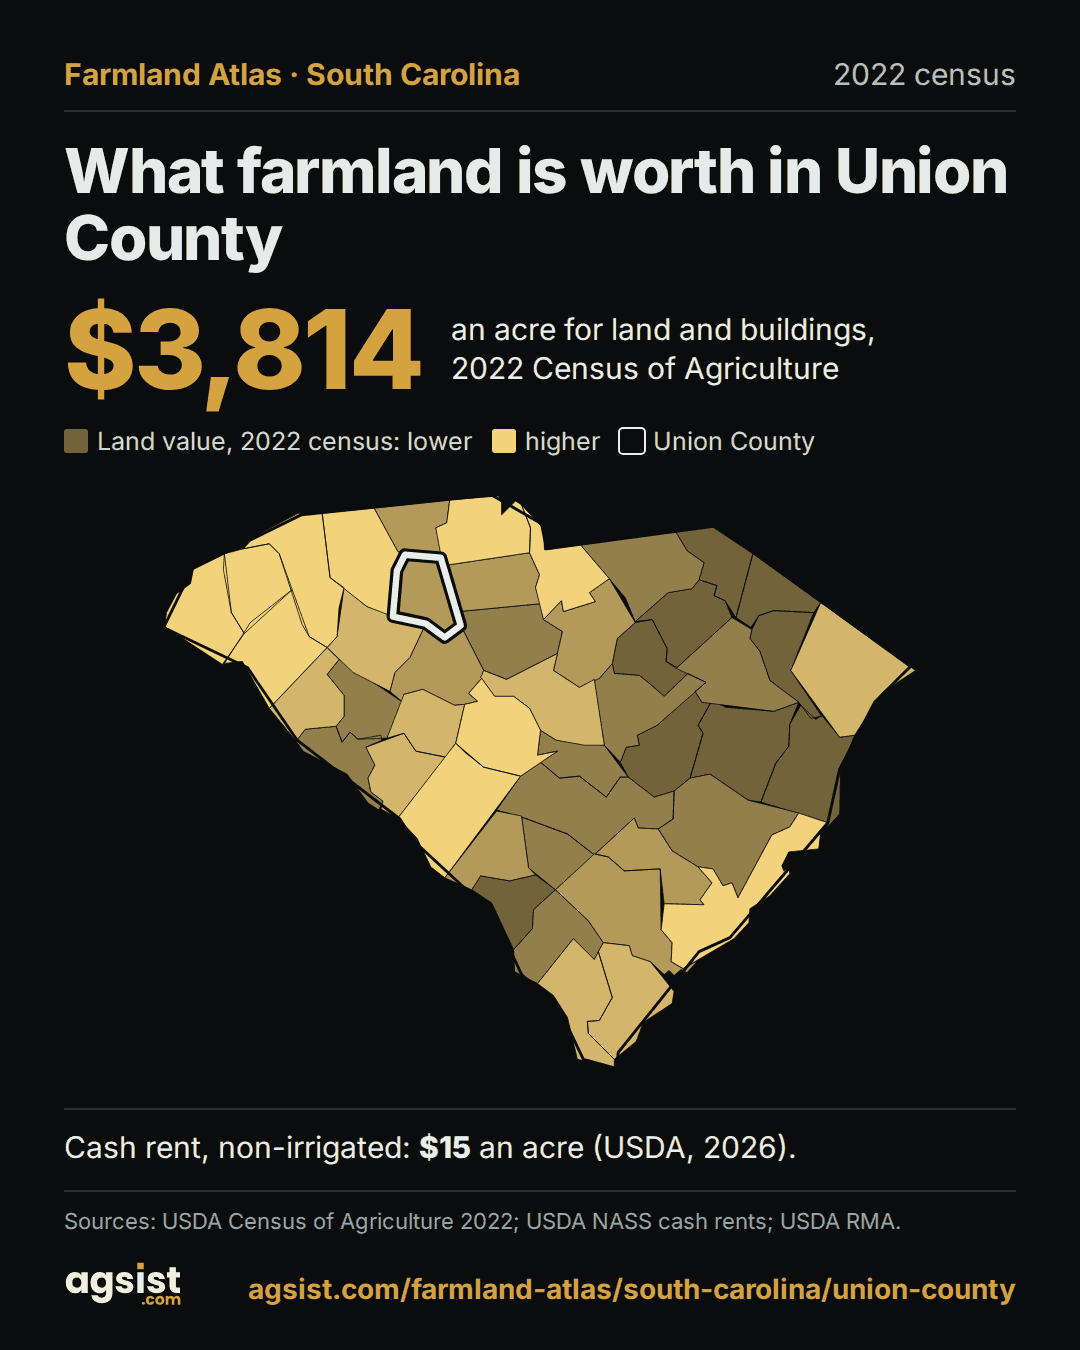 Farmland Atlas · South Carolina
2022 census
What farmland is worth in Union
County
$3,814
an acre for land and buildings,
2022 Census of Agriculture
Land value, 2022 census: lower
higher
Union County
Cash rent, non-irrigated: $15 an acre (USDA, 2026).
Sources: USDA Census of Agriculture 2022; USDA NASS cash rents; USDA RMA.
agsist
.com
agsist.com/farmland-atlas/south-carolina/union-county